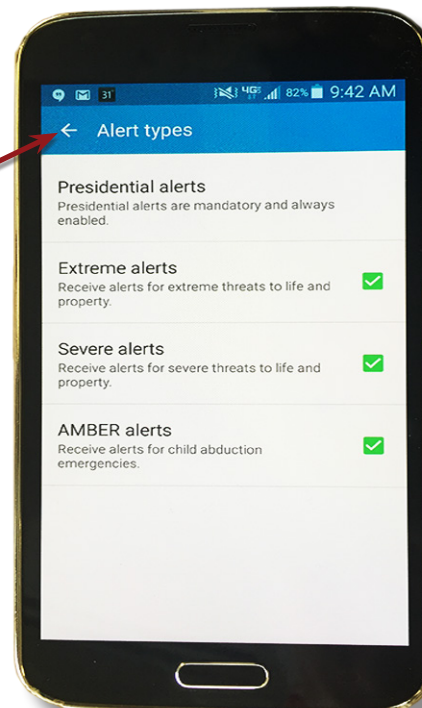 31 4G LTE 82% 9:42 AM
Alert types
Presidential alerts
Presidential alerts are mandatory and always
enabled.
Extreme alerts
Receive alerts for extreme threats to life and
property.
Severe alerts
Receive alerts for severe threats to life and
property.
AMBER alerts
Receive alerts for child abduction
emergencies.